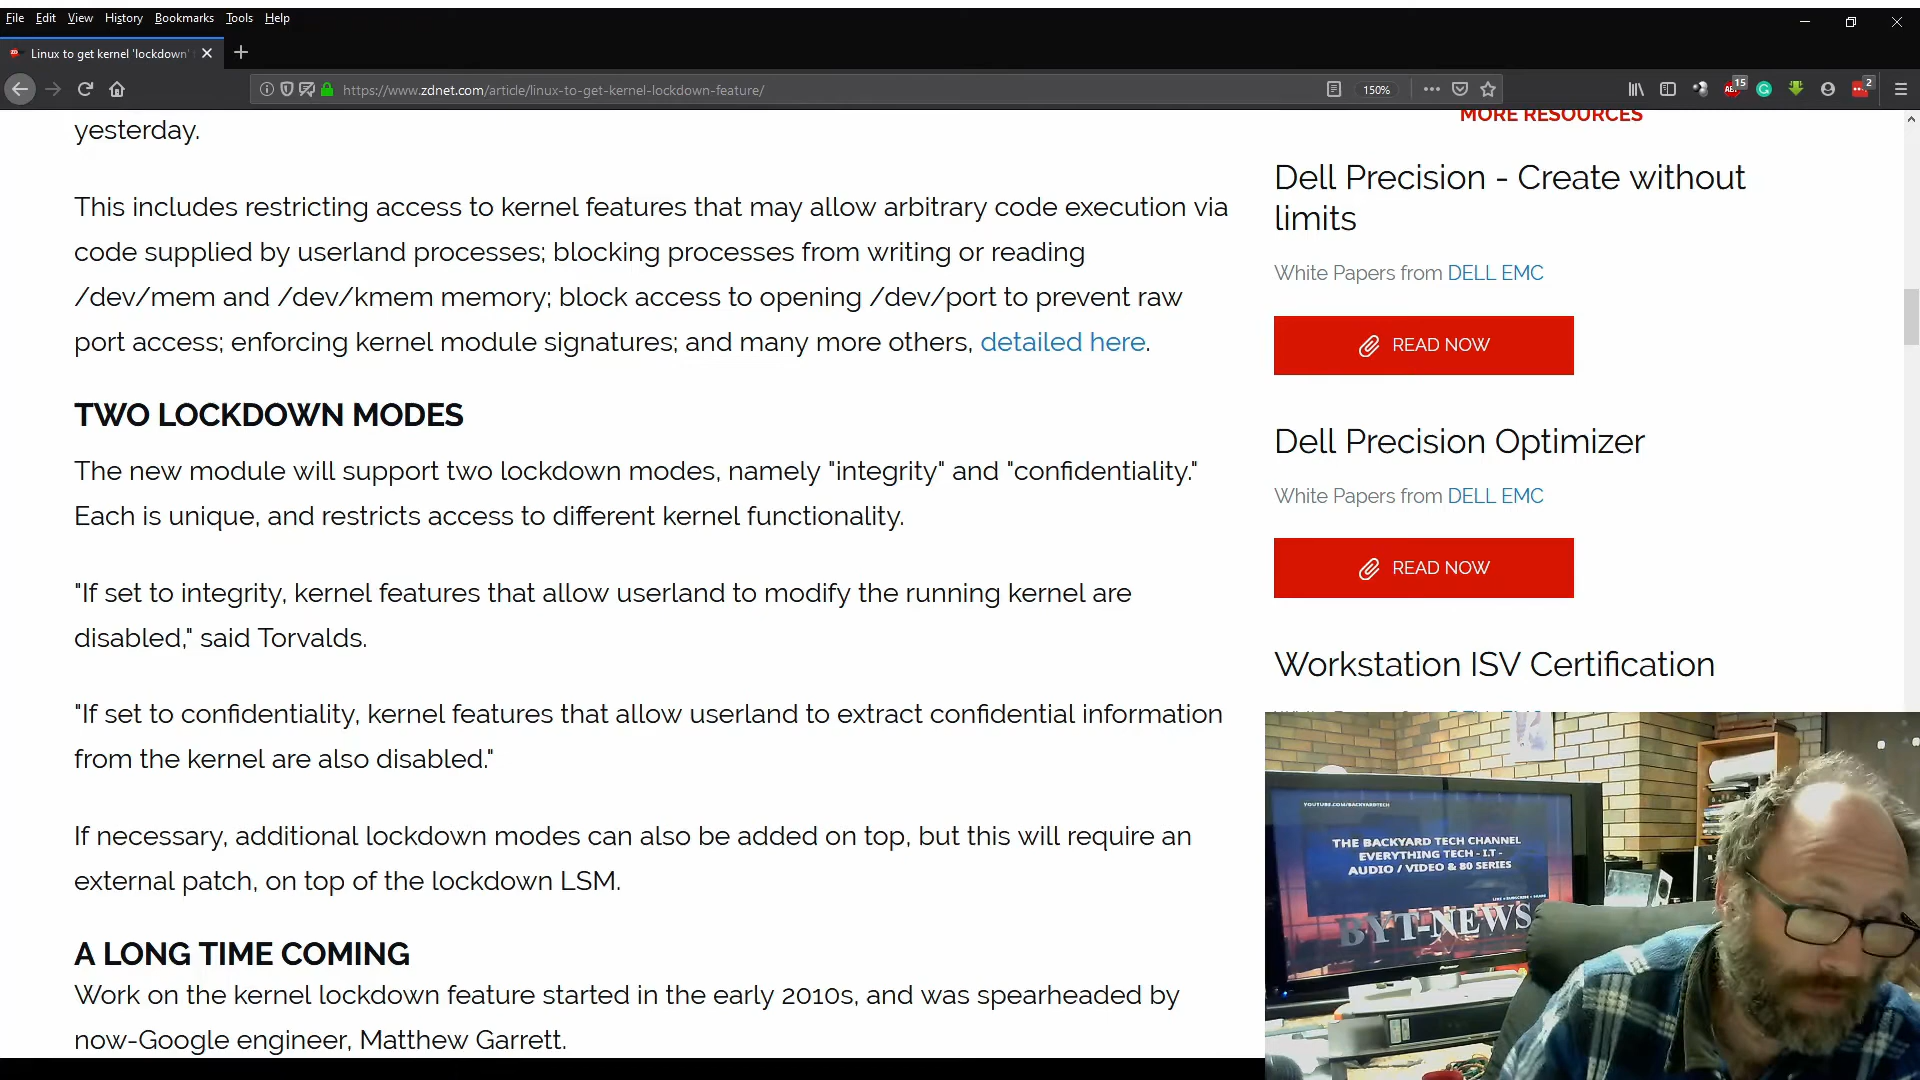 File Edit View History Bookmarks Tools Help
Linux to get kernel 'lockdown'
https://www.zdnet.com/article/linux-to-get-kernel-lockdown-feature/
150%
15
2
yesterday.
This includes restricting access to kernel features that may allow arbitrary code execution via
code supplied by userland processes; blocking processes from writing or reading
/dev/mem and /dev/kmem memory; block access to opening /dev/port to prevent raw
port access; enforcing kernel module signatures; and many more others, detailed here.
TWO LOCKDOWN MODES
The new module will support two lockdown modes, namely "integrity" and "confidentiality."
Each is unique, and restricts access to different kernel functionality.
"If set to integrity, kernel features that allow userland to modify the running kernel are
disabled," said Torvalds.
"If set to confidentiality, kernel features that allow userland to extract confidential information
from the kernel are also disabled."
If necessary, additional lockdown modes can also be added on top, but this will require an
external patch, on top of the lockdown LSM.
A LONG TIME COMING
Work on the kernel lockdown feature started in the early 2010s, and was spearheaded by
now-Google engineer, Matthew Garrett.
MORE RESOURCES
Dell Precision - Create without
limits
White Papers from DELL EMC
READ NOW
Dell Precision Optimizer
White Papers from DELL EMC
READ NOW
Workstation ISV Certification
YOUTUBE.COM/BACKYARDTECH
THE BACKYARD TECH CHANNEL
EVERYTHING TECH - I.T -
AUDIO / VIDEO & 80 SERIES
LIKE • SUBSCRIBE • SHARE
BYT-NEWS